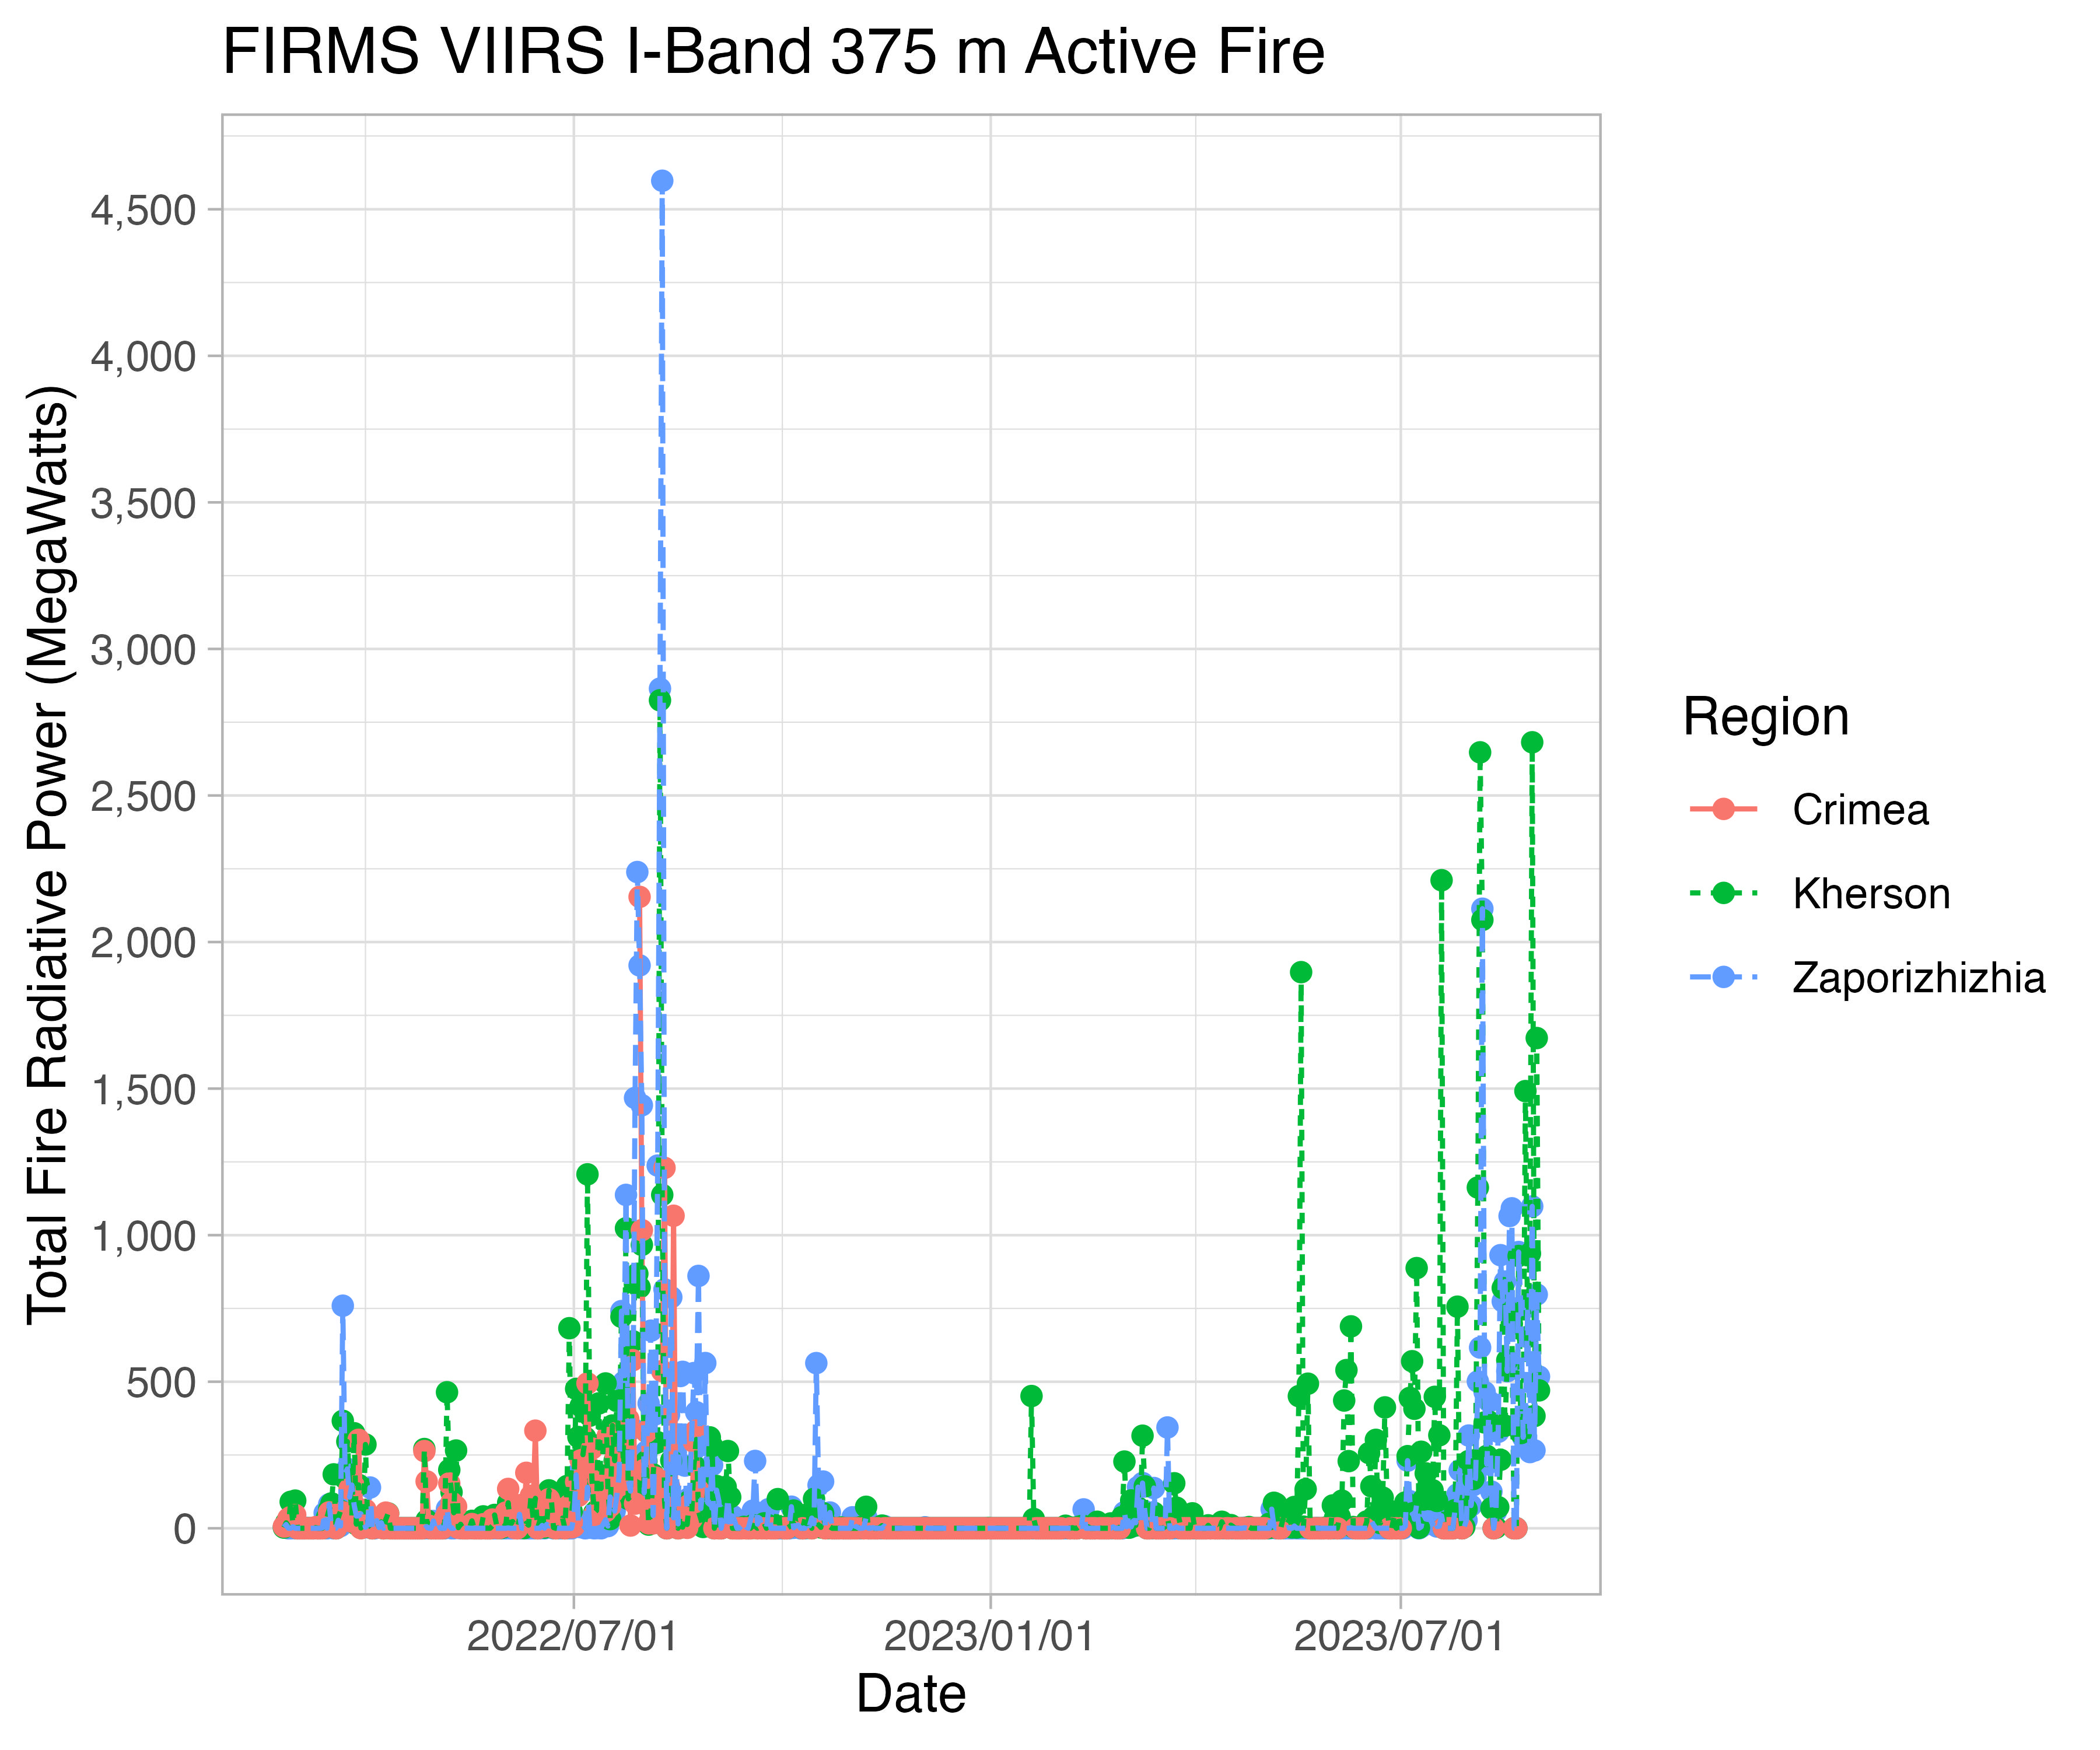 FIRMS VIIRS I-Band 375 m Active Fire
Total Fire Radiative Power (MegaWatts)
4,500
4,000
3,500
3,000
2,500
2,000
1,500
1,000
500
0
2022/07/01
2023/01/01
2023/07/01
Date
Region
Crimea
Kherson
Zaporizhizhia